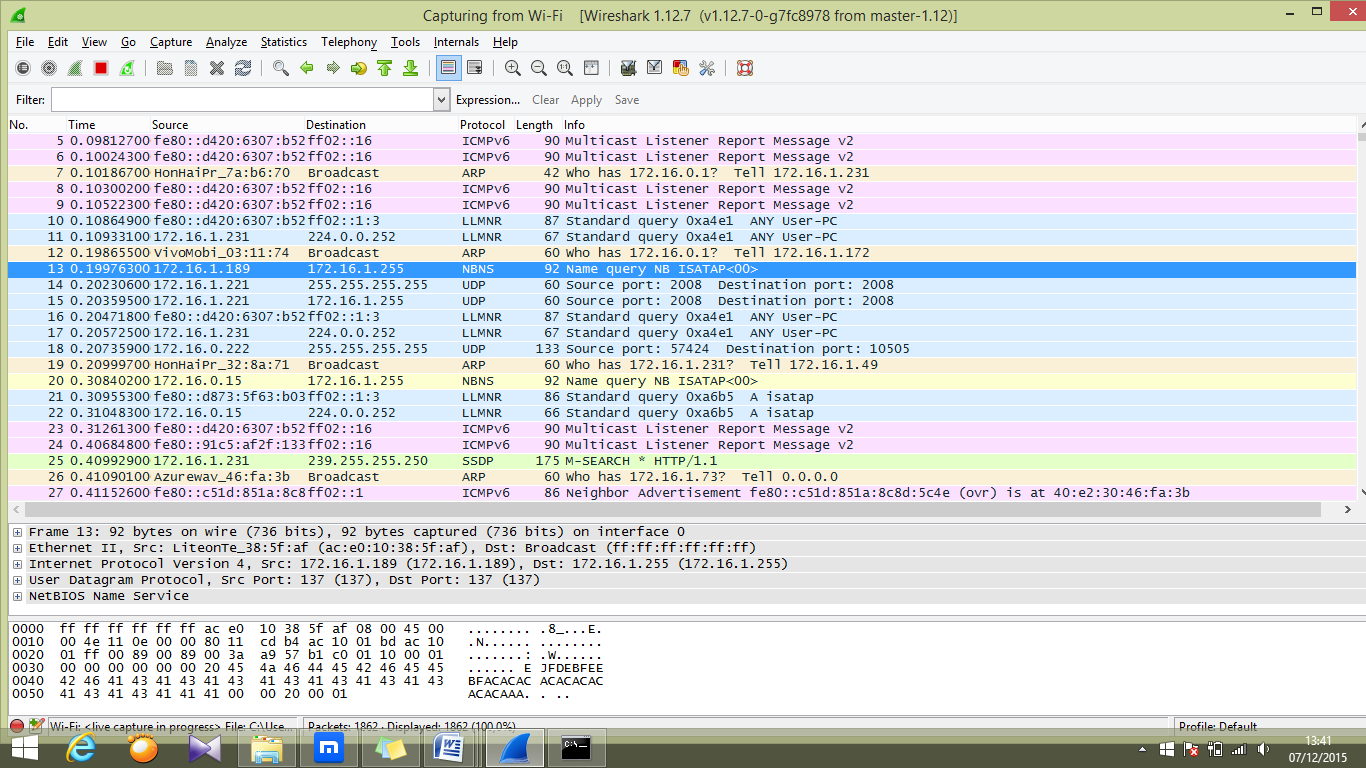 Capturing from Wi-Fi [Wireshark 1.12.7 (v1.12.7-0-g7fc8978 from master-1.12)]
File Edit View Go Capture Analyze Statistics Telephony Tools Internals Help
Filter: Expression... Clear Apply Save
No. Time Source Destination Protocol Length Info
5 0.09812700 fe80::d420:6307:b52 ff02::16 ICMPv6 90 Multicast Listener Report Message v2
6 0.10024300 fe80::d420:6307:b52 ff02::16 ICMPv6 90 Multicast Listener Report Message v2
7 0.10186700 HonHaiPr_7a:b6:70 Broadcast ARP 42 Who has 172.16.0.1? Tell 172.16.1.231
8 0.10300200 fe80::d420:6307:b52 ff02::16 ICMPv6 90 Multicast Listener Report Message v2
9 0.10522300 fe80::d420:6307:b52 ff02::16 ICMPv6 90 Multicast Listener Report Message v2
10 0.10864900 fe80::d420:6307:b52 ff02::1:3 LLMNR 87 Standard query 0xa4e1 ANY User-PC
11 0.10933100 172.16.1.231 224.0.0.252 LLMNR 67 Standard query 0xa4e1 ANY User-PC
12 0.19865500 VivoMobi_03:11:74 Broadcast ARP 60 Who has 172.16.0.1? Tell 172.16.1.172
13 0.19976300 172.16.1.189 172.16.1.255 NBNS 92 Name query NB ISATAP<00>
14 0.20230600 172.16.1.221 255.255.255.255 UDP 60 Source port: 2008 Destination port: 2008
15 0.20359500 172.16.1.221 172.16.1.255 UDP 60 Source port: 2008 Destination port: 2008
16 0.20471800 fe80::d420:6307:b52 ff02::1:3 LLMNR 87 Standard query 0xa4e1 ANY User-PC
17 0.20572500 172.16.1.231 224.0.0.252 LLMNR 67 Standard query 0xa4e1 ANY User-PC
18 0.20735900 172.16.0.222 255.255.255.255 UDP 133 Source port: 57424 Destination port: 10505
19 0.20999700 HonHaiPr_32:8a:71 Broadcast ARP 60 Who has 172.16.1.231? Tell 172.16.1.49
20 0.30840200 172.16.0.15 172.16.1.255 NBNS 92 Name query NB ISATAP<00>
21 0.30955300 fe80::d873:5f63:b03 ff02::1:3 LLMNR 86 Standard query 0xa6b5 A isatap
22 0.31048300 172.16.0.15 224.0.0.252 LLMNR 66 Standard query 0xa6b5 A isatap
23 0.31261300 fe80::d420:6307:b52 ff02::16 ICMPv6 90 Multicast Listener Report Message v2
24 0.40684800 fe80::91c5:af2f:133 ff02::16 ICMPv6 90 Multicast Listener Report Message v2
25 0.40992900 172.16.1.231 239.255.255.250 SSDP 175 M-SEARCH * HTTP/1.1
26 0.41090100 Azurewav_46:fa:3b Broadcast ARP 60 Who has 172.16.1.73? Tell 0.0.0.0
27 0.41152600 fe80::c51d:851a:8c8 ff02::1 ICMPv6 86 Neighbor Advertisement fe80::c51d:851a:8c8d:5c4e (ovr) is at 40:e2:30:46:fa:3b
Frame 13: 92 bytes on wire (736 bits), 92 bytes captured (736 bits) on interface 0
Ethernet II, Src: LiteonTe_38:5f:af (ac:e0:10:38:5f:af), Dst: Broadcast (ff:ff:ff:ff:ff:ff)
Internet Protocol Version 4, Src: 172.16.1.189 (172.16.1.189), Dst: 172.16.1.255 (172.16.1.255)
User Datagram Protocol, Src Port: 137 (137), Dst Port: 137 (137)
NetBIOS Name Service
0000 ff ff ff ff ff ff ac e0 10 38 5f af 08 00 45 00 ........ .8_...E.
0010 00 4e 11 0e 00 00 80 11 cd b4 ac 10 01 bd ac 10 .N...... ........
0020 01 ff 00 89 00 89 00 3a a9 57 b1 c0 01 10 00 01 .......: .W......
0030 00 00 00 00 00 00 20 45 4a 46 44 45 42 46 45 45 ...... E JFDEBFEE
0040 42 46 41 43 41 43 41 43 41 43 41 43 41 43 41 43 BFACACAC ACACACAC
0050 41 43 41 43 41 41 41 00 00 20 00 01 ACACAAA. . ..
Wi-Fi: <live capture in progress> File: C:\Use... Packets: 1862 · Displayed: 1862 (100,0%) Profile: Default
13:41
07/12/2015